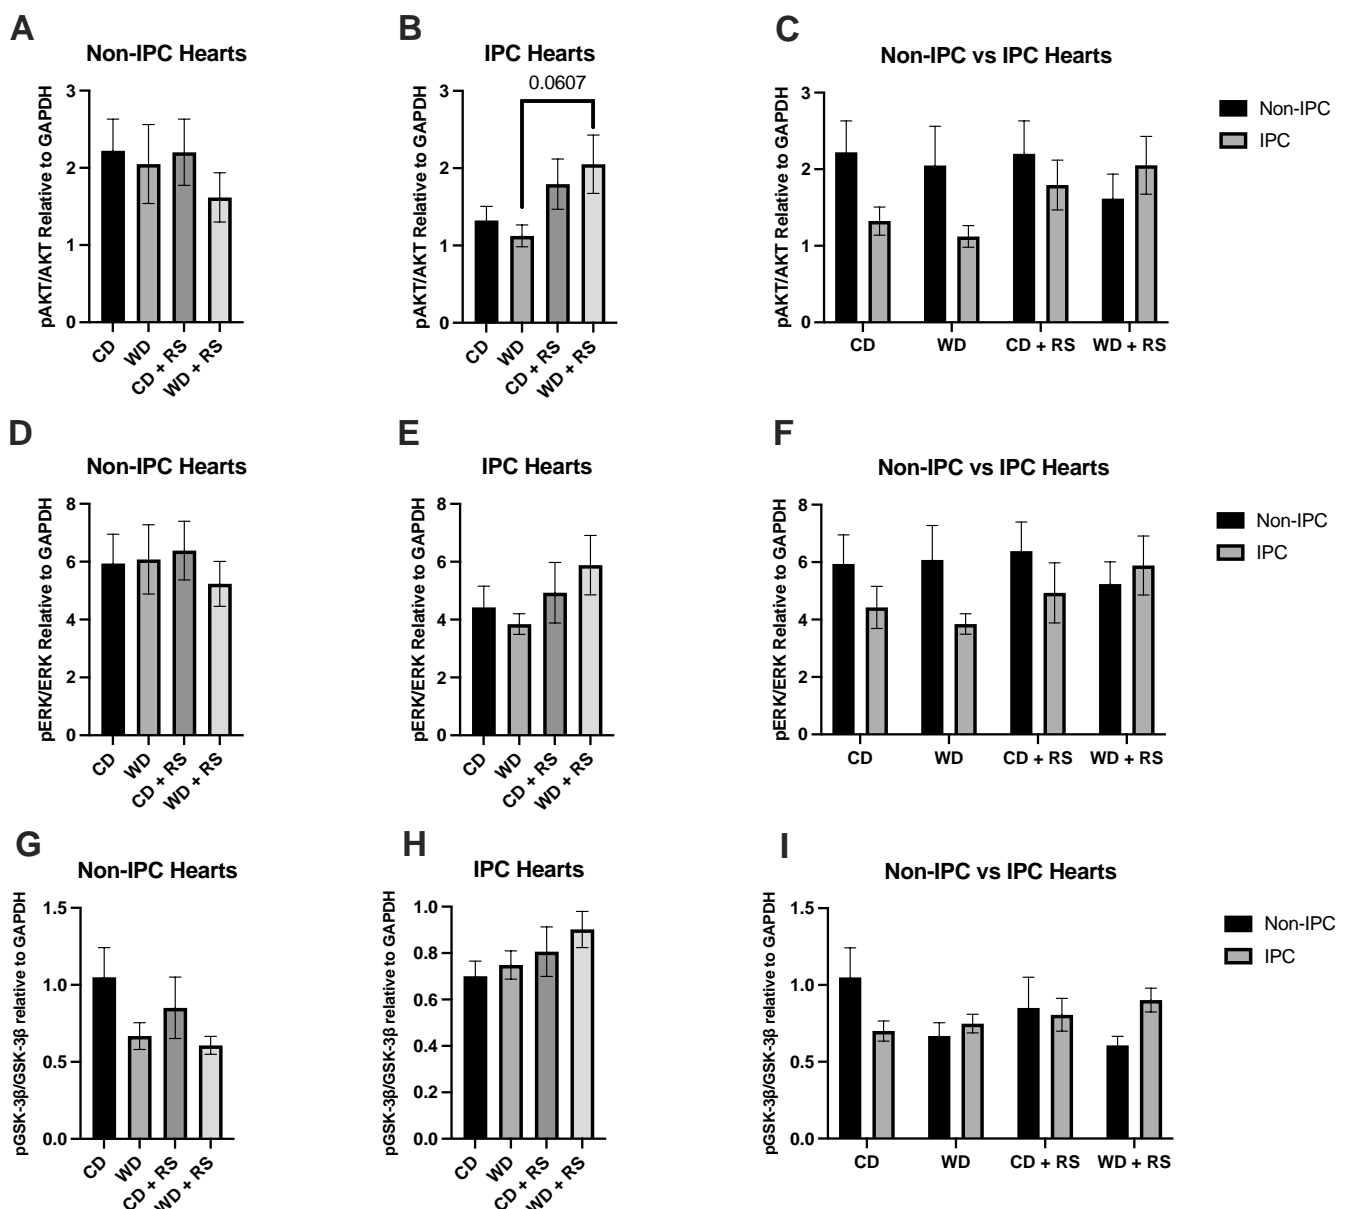 A
Non-IPC Hearts
pAKT/AKT Relative to GAPDH
3
2
1
0
CD
WD
CD + RS
WD + RS
B
IPC Hearts
0.0607
pAKT/AKT Relative to GAPDH
3
2
1
0
CD
WD
CD + RS
WD + RS
C
Non-IPC vs IPC Hearts
pAKT/AKT Relative to GAPDH
3
2
1
0
CD
WD
CD + RS
WD + RS
Non-IPC
IPC
D
Non-IPC Hearts
pERK/ERK Relative to GAPDH
8
6
4
2
0
CD
WD
CD + RS
WD + RS
E
IPC Hearts
pERK/ERK Relative to GAPDH
8
6
4
2
0
CD
WD
CD + RS
WD + RS
F
Non-IPC vs IPC Hearts
pERK/ERK Relative to GAPDH
8
6
4
2
0
CD
WD
CD + RS
WD + RS
Non-IPC
IPC
G
Non-IPC Hearts
pGSK-3β/GSK-3β relative to GAPDH
1.5
1.0
0.5
0.0
CD
WD
CD + RS
WD + RS
H
IPC Hearts
pGSK-3β/GSK-3β relative to GAPDH
1.0
0.8
0.6
0.4
0.2
0.0
CD
WD
CD + RS
WD + RS
I
Non-IPC vs IPC Hearts
pGSK-3β/GSK-3β relative to GAPDH
1.5
1.0
0.5
0.0
CD
WD
CD + RS
WD + RS
Non-IPC
IPC